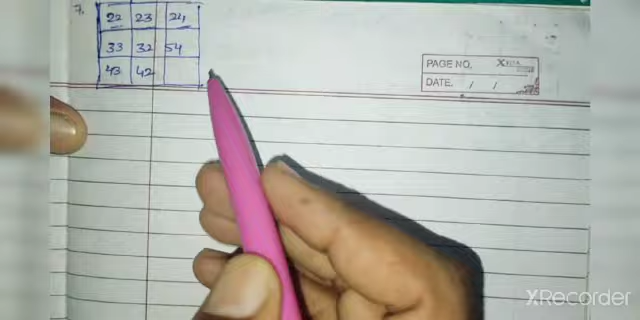 7.
22 23 24
33 32 54
43 42
PAGE NO.
DATE. / /
XRecorder